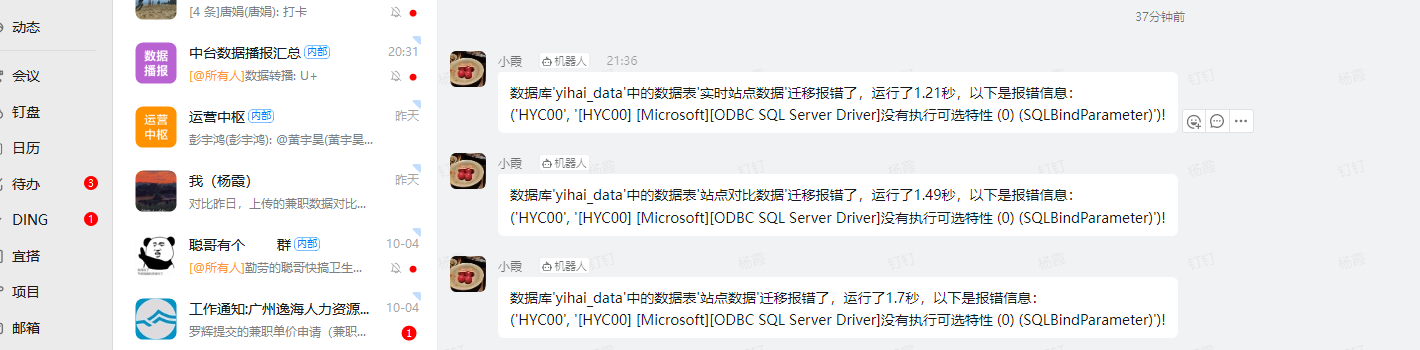 动态
会议
钉盘
日历
待办
3
DING
1
宜搭
项目
邮箱
[4 条]唐娟(唐娟): 打卡
数据
播报
中台数据播报汇总 内部
20:31
[@所有人]数据转播: U+
运营
中枢
运营中枢 内部
昨天
彭宇鸿(彭宇鸿): @黄宇昊(黄宇昊...
我（杨霞）
昨天
对比昨日，上传的兼职数据对比...
聪哥有个 群 内部
10-04
[@所有人]勤劳的聪哥快搞卫生...
工作通知:广州逸海人力资源...
10-04
罗辉提交的兼职单价申请（兼职...
1
37分钟前
小霞 机器人 21:36
数据库'yihai_data'中的数据表'实时站点数据'迁移报错了，运行了1.21秒，以下是报错信息：
('HYC00', '[HYC00] [Microsoft][ODBC SQL Server Driver]没有执行可选特性 (0) (SQLBindParameter)')!
小霞 机器人
数据库'yihai_data'中的数据表'站点对比数据'迁移报错了，运行了1.49秒，以下是报错信息：
('HYC00', '[HYC00] [Microsoft][ODBC SQL Server Driver]没有执行可选特性 (0) (SQLBindParameter)')!
小霞 机器人
数据库'yihai_data'中的数据表'站点数据'迁移报错了，运行了1.7秒，以下是报错信息：
('HYC00', '[HYC00] [Microsoft][ODBC SQL Server Driver]没有执行可选特性 (0) (SQLBindParameter)')!